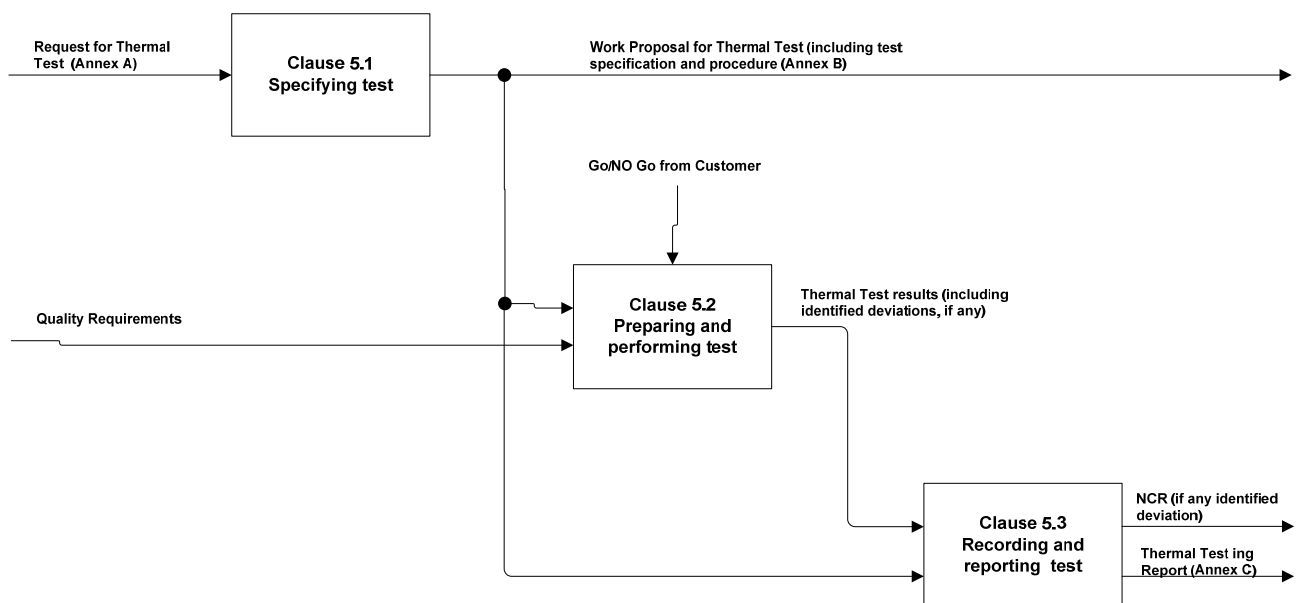 Request for Thermal
Test (Annex A)
Clause 5.1
Specifying test
Work Proposal for Thermal Test (including test
specification and procedure (Annex B)
Go/NO Go from Customer
Quality Requirements
Clause 5.2
Preparing and
performing test
Thermal Test results (including
identified deviations, if any)
Clause 5.3
Recording and
reporting test
NCR (if any identified
deviation)
Thermal Test ing
Report (Annex C)